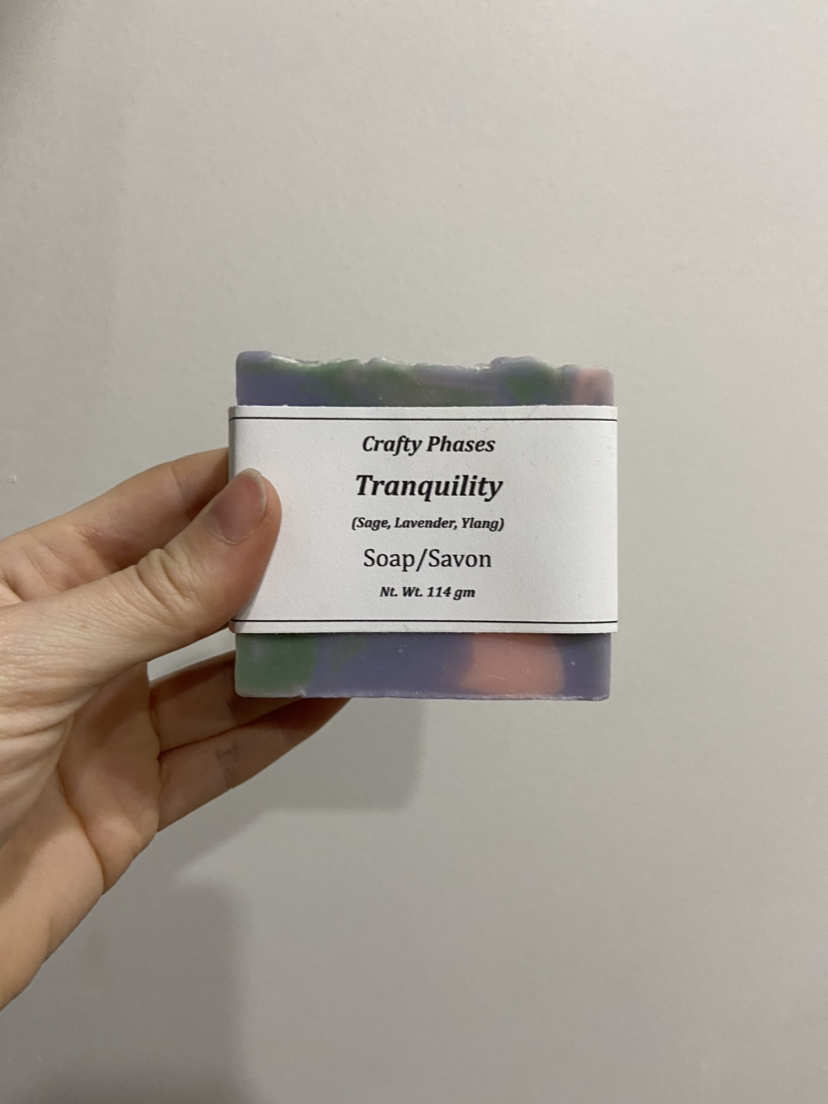 Crafty Phases
Tranquility
(Sage, Lavender, Ylang)
Soap/Savon
Nt. Wt. 114 gm